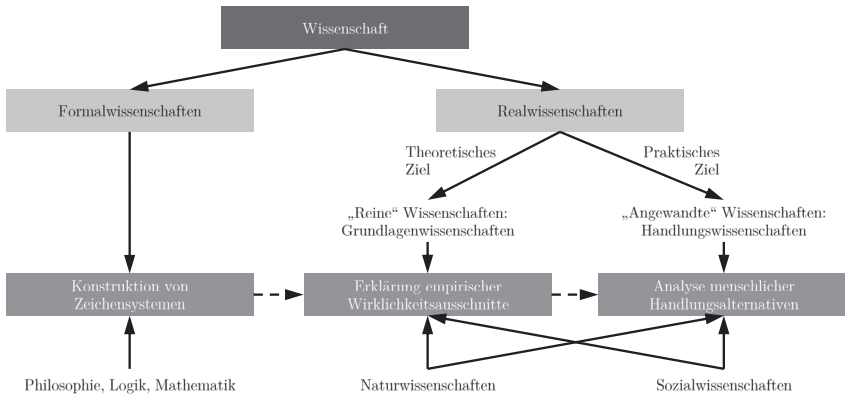 Wissenschaft
Formalwissenschaften
Realwissenschaften
Theoretisches
Ziel
Praktisches
Ziel
„Reine“ Wissenschaften:
Grundlagenwissenschaften
„Angewandte“ Wissenschaften:
Handlungswissenschaften
Konstruktion von
Zeichensystemen
Erklärung empirischer
Wirklichkeitsausschnitte
Analyse menschlicher
Handlungsalternativen
Philosophie, Logik, Mathematik
Naturwissenschaften
Sozialwissenschaften